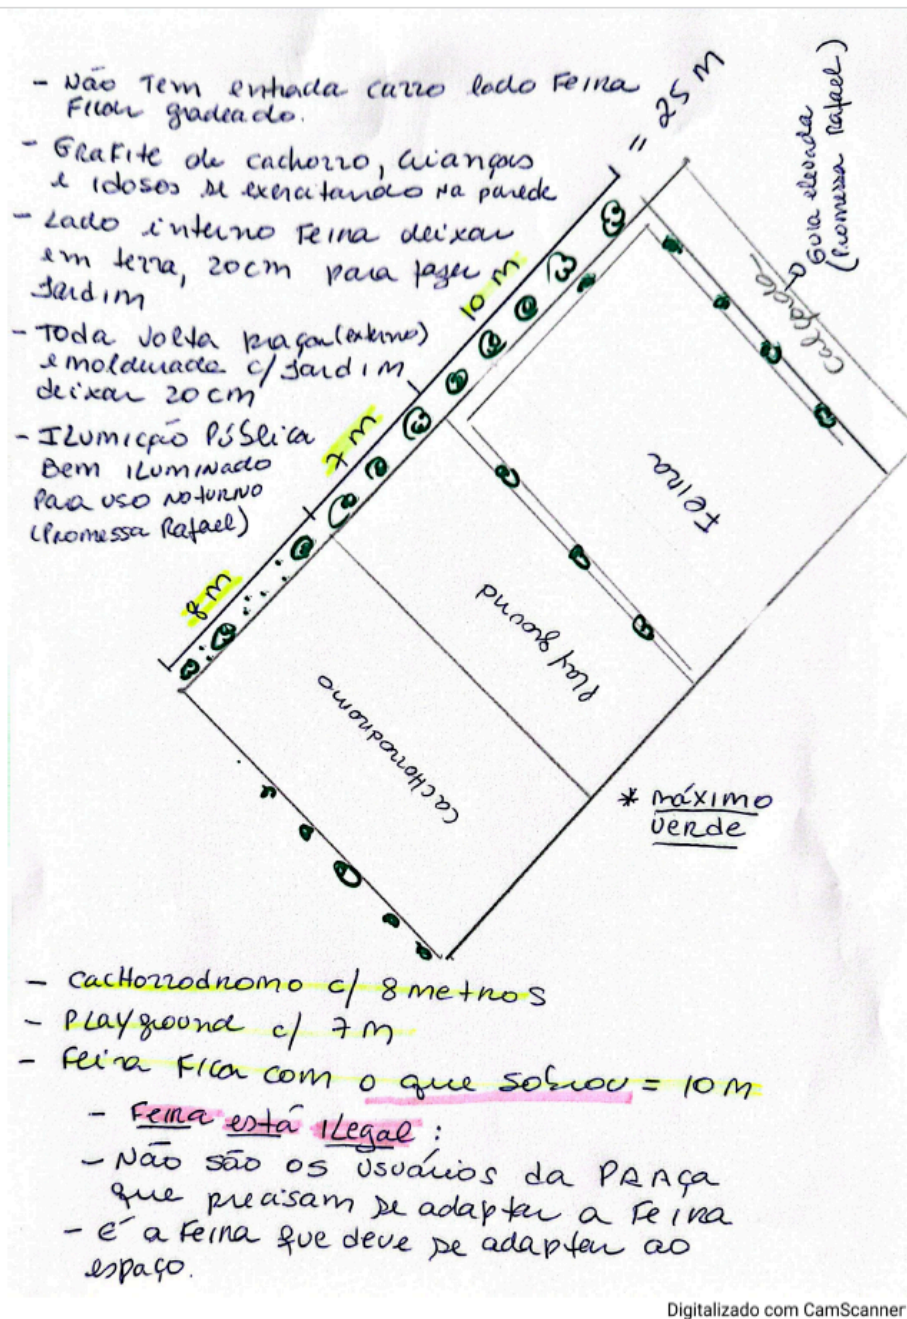 - Não Tem entrada carro lado Feira
Ficar gradeado.
- GRAFITE de cachorro, crianças
e idosos se exercitando na parede
- Lado interno Feira deixar
em terra, 20cm para fazer
Jardim
- Toda volta praça (externo)
emoldurada c/ Jardim
deixar 20cm
- ILUMICÃO PÚBLICA
Bem ILUMINADO
Para uso NOTURNO
(Promessa Rafael)
= 25 M
10 M
7 M
8 M
Guia elevada
(Promessa Rafael)
Calçada
Feira
Playground
CACHORRODROMO
* máximo
verde
- CACHORRODROMO c/ 8 metros
- PLAYground c/ 7 M
- Feira Fica com o que sobrou = 10 M
- Feira está ILegal :
- Não são os usuários da PRAça
que precisam se adaptar a Feira
- é a Feira que deve se adaptar ao
espaço.
Digitalizado com CamScanner